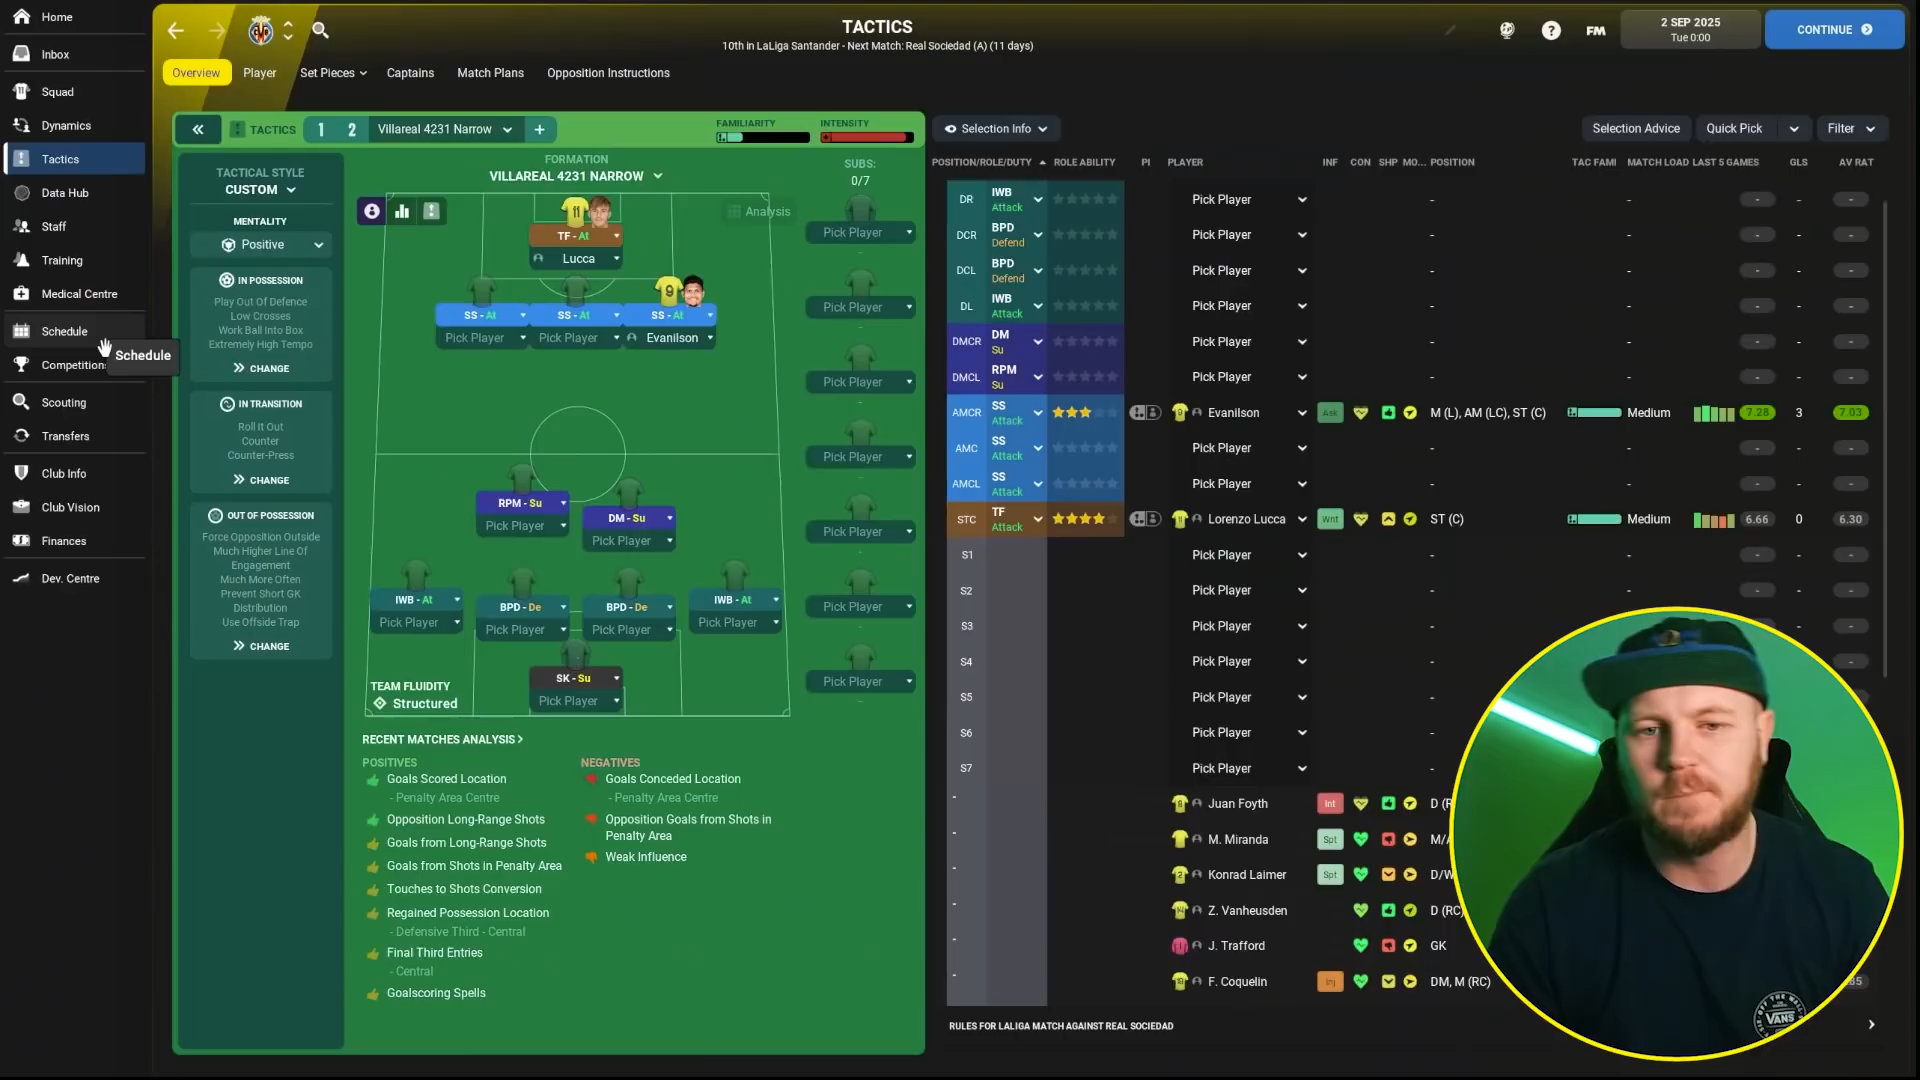 Home
Inbox
Squad
Dynamics
Tactics
Data Hub
Staff
Training
Medical Centre
Schedule
Schedule
Competition
Scouting
Transfers
Club Info
Club Vision
Finances
Dev. Centre
TACTICS
10th in LaLiga Santander - Next Match: Real Sociedad (A) (11 days)
FM
2 SEP 2025
Tue 0:00
CONTINUE
Overview
Player
Set Pieces
Captains
Match Plans
Opposition Instructions
TACTICS
1
2
Villareal 4231 Narrow
FAMILIARITY
INTENSITY
TACTICAL STYLE
CUSTOM
MENTALITY
Positive
IN POSSESSION
Play Out Of Defence
Low Crosses
Work Ball Into Box
Extremely High Tempo
CHANGE
IN TRANSITION
Roll It Out
Counter
Counter-Press
CHANGE
OUT OF POSSESSION
Force Opposition Outside
Much Higher Line Of
Engagement
Much More Often
Prevent Short GK
Distribution
Use Offside Trap
CHANGE
FORMATION
VILLAREAL 4231 NARROW
SUBS:
0/7
Analysis
11
TF - At
Lucca
9
SS - At
SS - At
SS - At
Pick Player
Pick Player
Evanilson
RPM - Su
Pick Player
DM - Su
Pick Player
IWB - At
BPD - De
BPD - De
IWB - At
Pick Player
Pick Player
Pick Player
Pick Player
SK - Su
Pick Player
Pick Player
Pick Player
Pick Player
Pick Player
Pick Player
Pick Player
Pick Player
TEAM FLUIDITY
Structured
RECENT MATCHES ANALYSIS
POSITIVES
Goals Scored Location
- Penalty Area Centre
Opposition Long-Range Shots
Goals from Long-Range Shots
Goals from Shots in Penalty Area
Touches to Shots Conversion
Regained Possession Location
- Defensive Third - Central
Final Third Entries
- Central
Goalscoring Spells
NEGATIVES
Goals Conceded Location
- Penalty Area Centre
Opposition Goals from Shots in
Penalty Area
Weak Influence
Selection Info
Selection Advice
Quick Pick
Filter
POSITION/ROLE/DUTY ROLE ABILITY PI PLAYER INF CON SHP MO... POSITION TAC FAMI MATCH LOAD LAST 5 GAMES GLS AV RAT
DR IWB Attack Pick Player - - - - -
DCR BPD Defend Pick Player - - - - -
DCL BPD Defend Pick Player - - - - -
DL IWB Attack Pick Player - - - - -
DMCR DM Su Pick Player - - - - -
DMCL RPM Su Pick Player - - - - -
AMCR SS Attack Evanilson Ask M (L), AM (LC), ST (C) Medium 7.28 3 7.03
AMC SS Attack Pick Player - - - - -
AMCL SS Attack Pick Player - - - - -
STC TF Attack Lorenzo Lucca Wnt ST (C) Medium 6.66 0 6.30
S1 Pick Player - - - - -
S2 Pick Player - - - - -
S3 Pick Player -
S4 Pick Player - -
S5 Pick Player -
S6 Pick Player -
S7 Pick Player -
- Juan Foyth Int D (R
- M. Miranda Spt M/A
- Konrad Laimer Spt D/W
- Z. Vanheusden D (RC)
- J. Trafford GK
- F. Coquelin Inj DM, M (RC)
RULES FOR LALIGA MATCH AGAINST REAL SOCIEDAD
"OFF THE WALL"
VANS